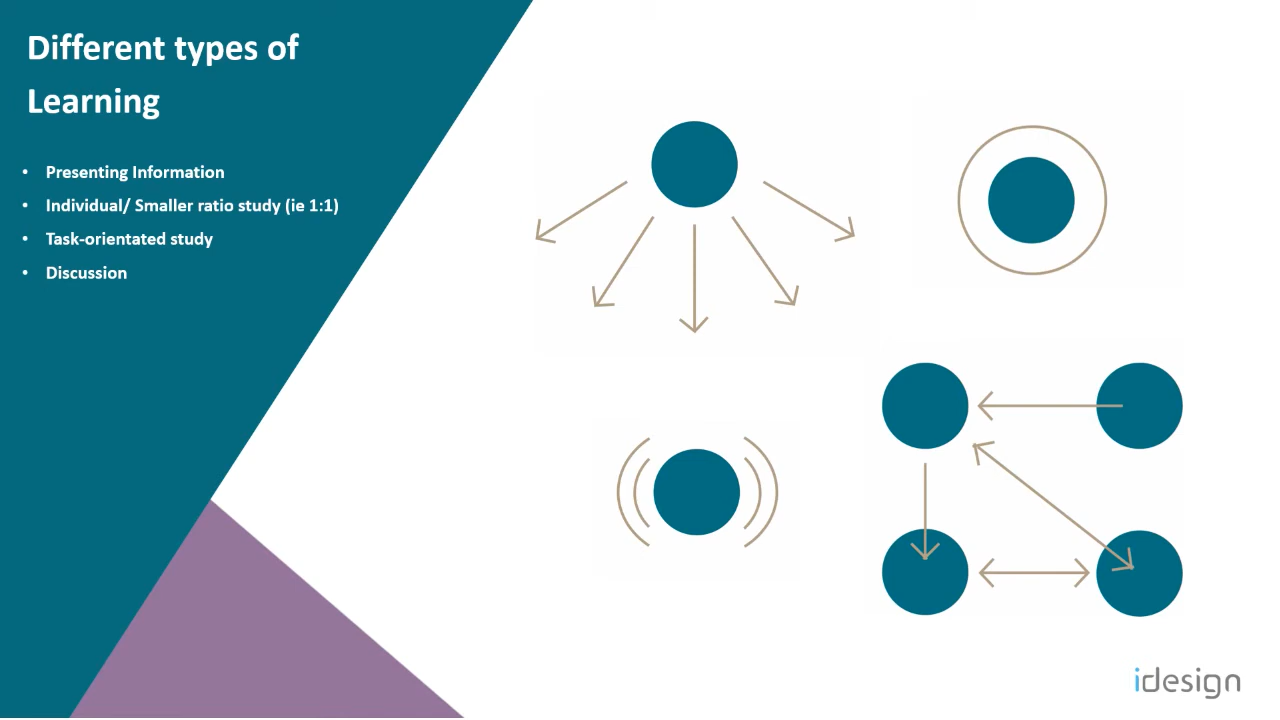 Different types of
Learning
• Presenting Information
• Individual/ Smaller ratio study (ie 1:1)
• Task-orientated study
• Discussion
idesign